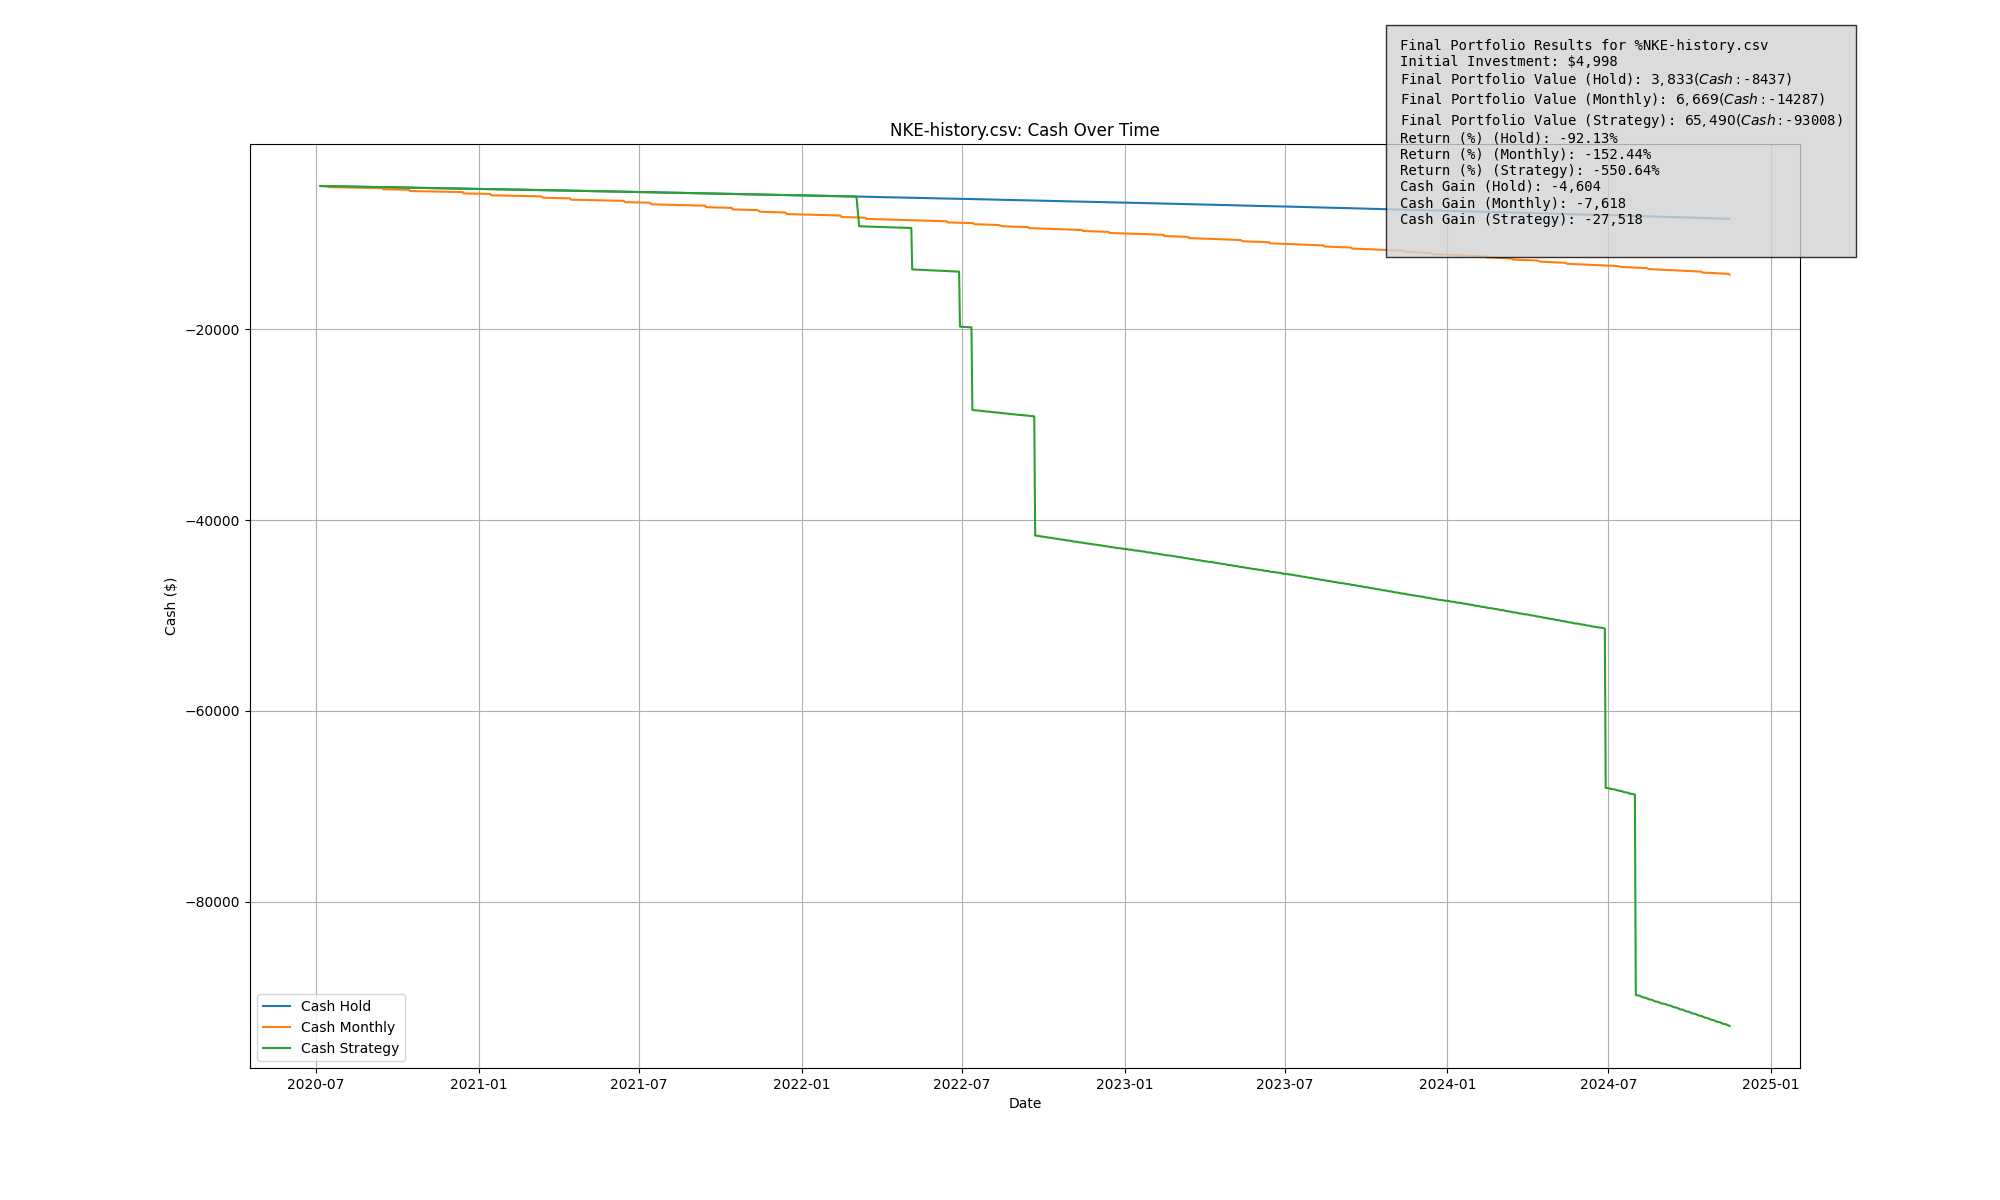 Final Portfolio Results for %NKE-history.csv
Initial Investment: $4,998
Final Portfolio Value (Hold): 3,833(Cash:-8437)
Final Portfolio Value (Monthly): 6,669(Cash:-14287)
Final Portfolio Value (Strategy): 65,490(Cash:-93008)
Return (%) (Hold): -92.13%
Return (%) (Monthly): -152.44%
Return (%) (Strategy): -550.64%
Cash Gain (Hold): -4,604
Cash Gain (Monthly): -7,618
Cash Gain (Strategy): -27,518
NKE-history.csv: Cash Over Time
Cash ($)
−20000
−40000
−60000
−80000
Cash Hold
Cash Monthly
Cash Strategy
2020-07 2021-01 2021-07 2022-01 2022-07 2023-01 2023-07 2024-01 2024-07 2025-01
Date